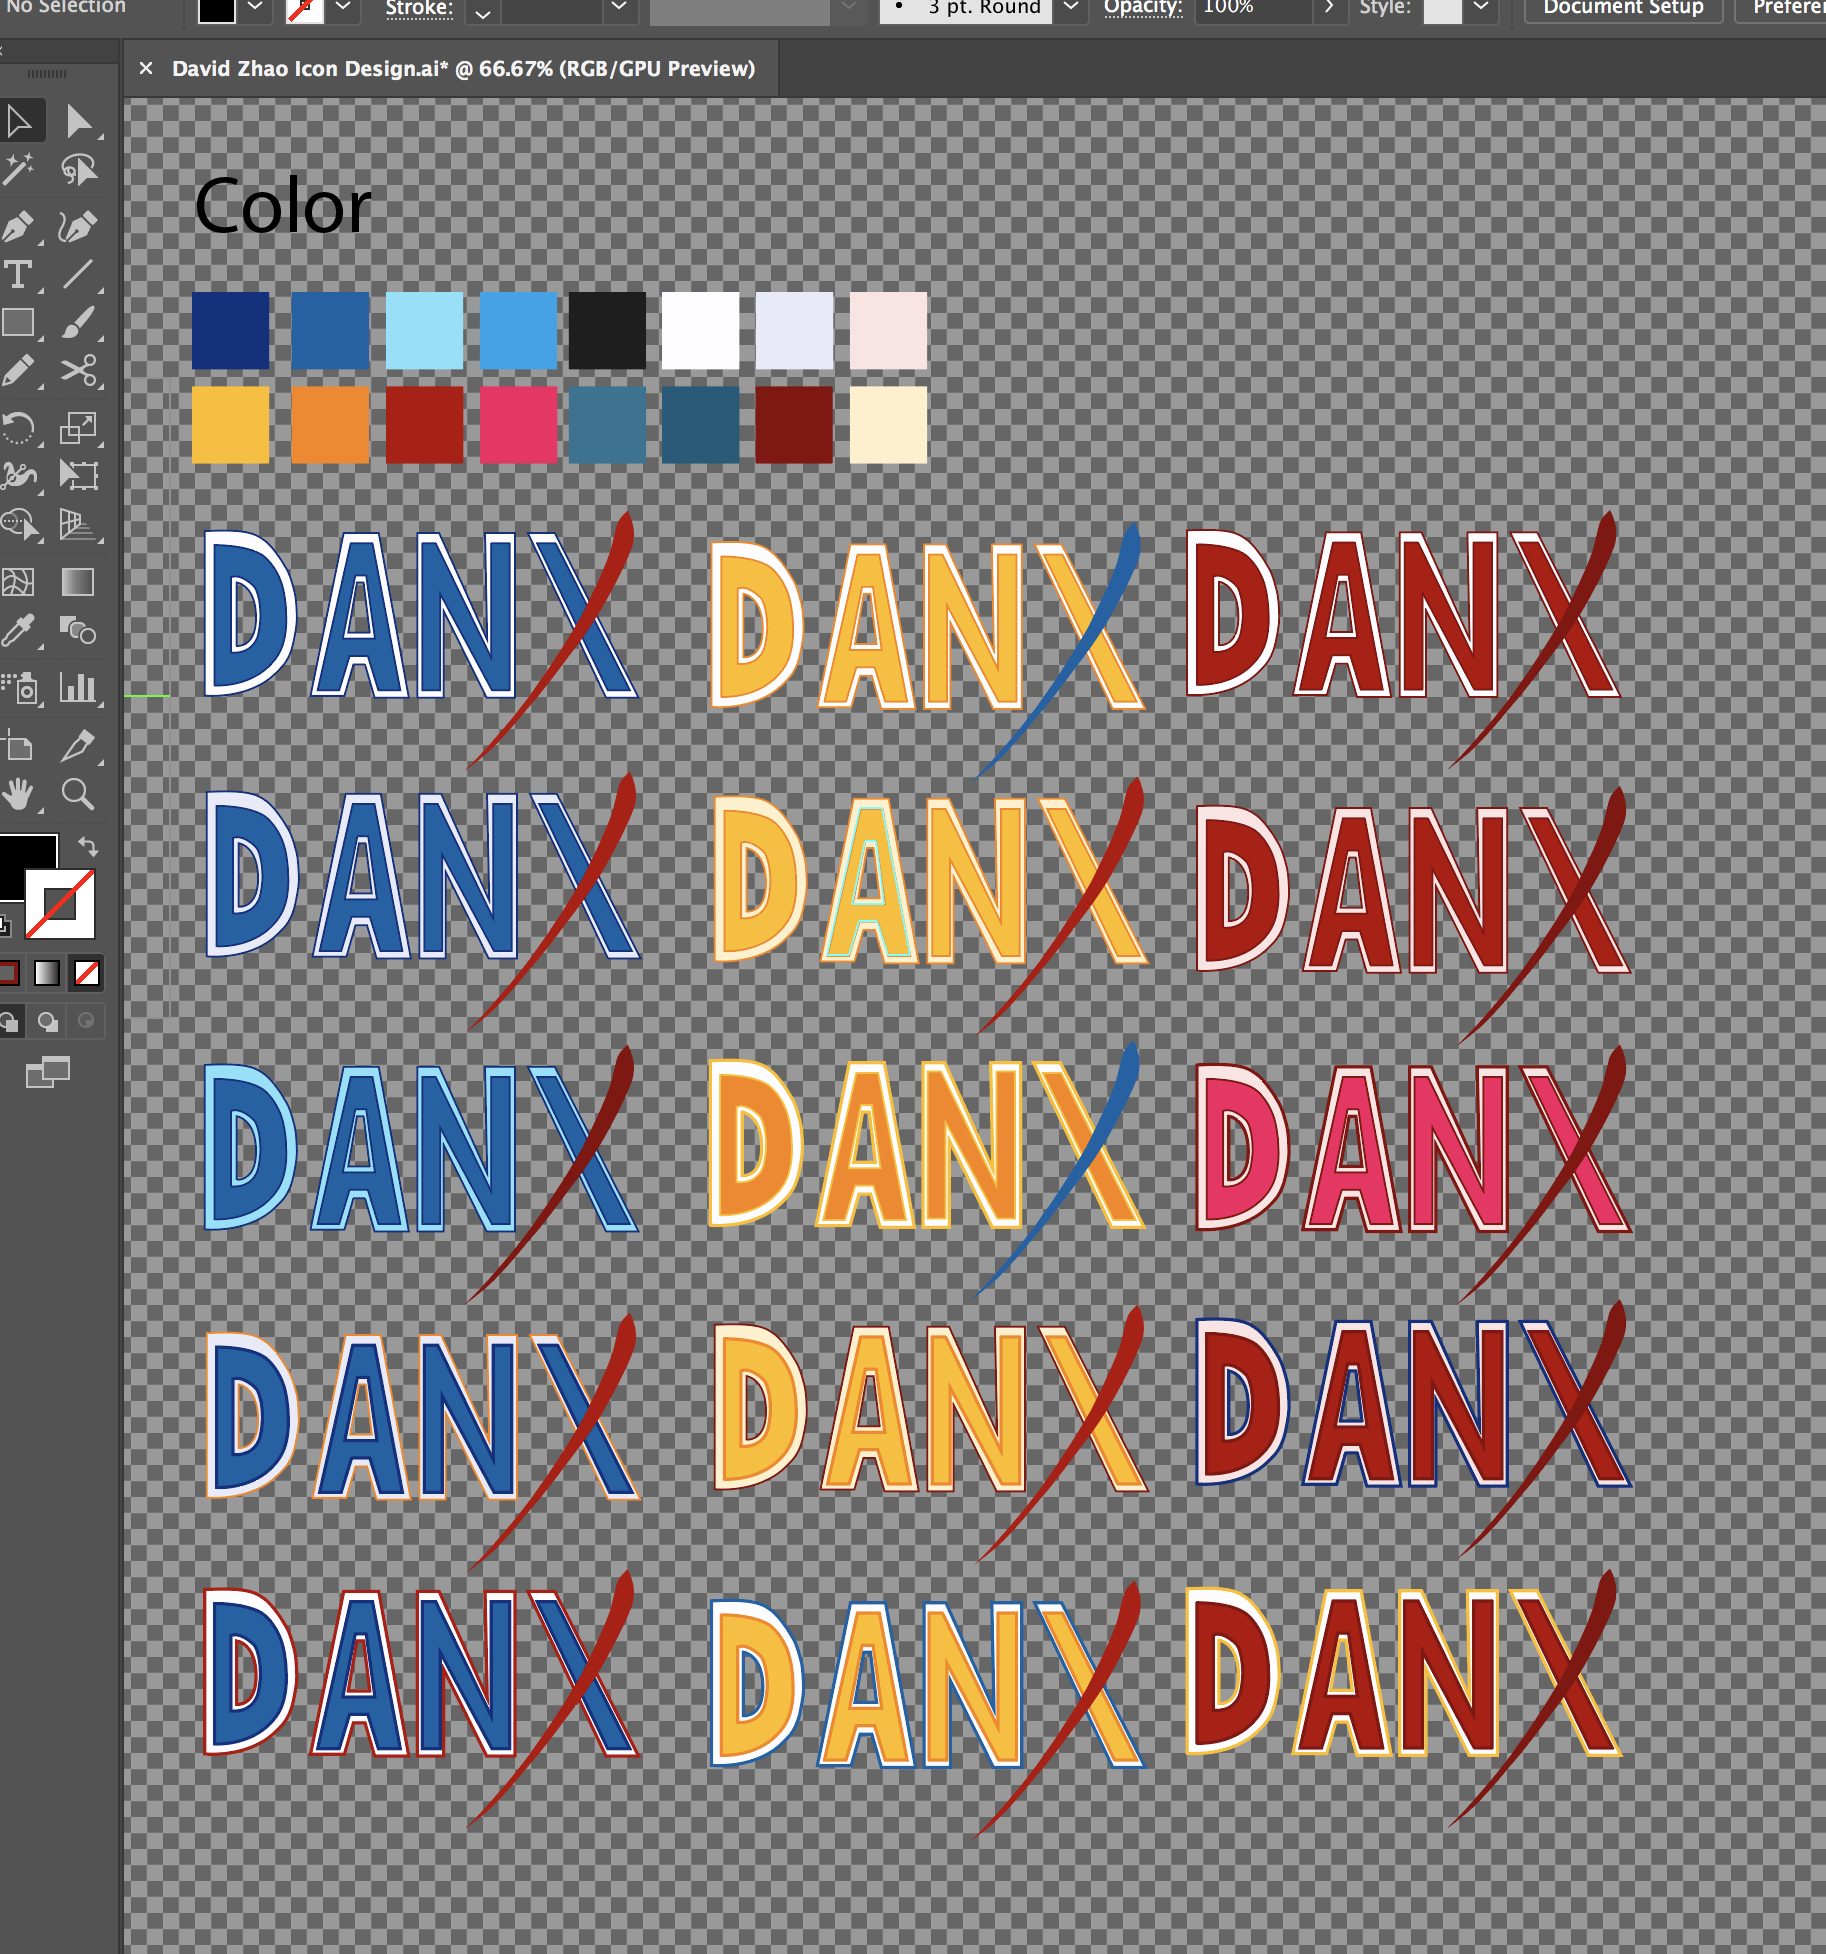 No Selection
Stroke:
3 pt. Round
Opacity:
100%
Style:
Document Setup
Prefer
David Zhao Icon Design.ai* @ 66.67% (RGB/GPU Preview)
Color
DANX DANX DANX
DANX DANX DANX
DANX DANX DANX
DANX DANX DANX
DANX DANX DANX